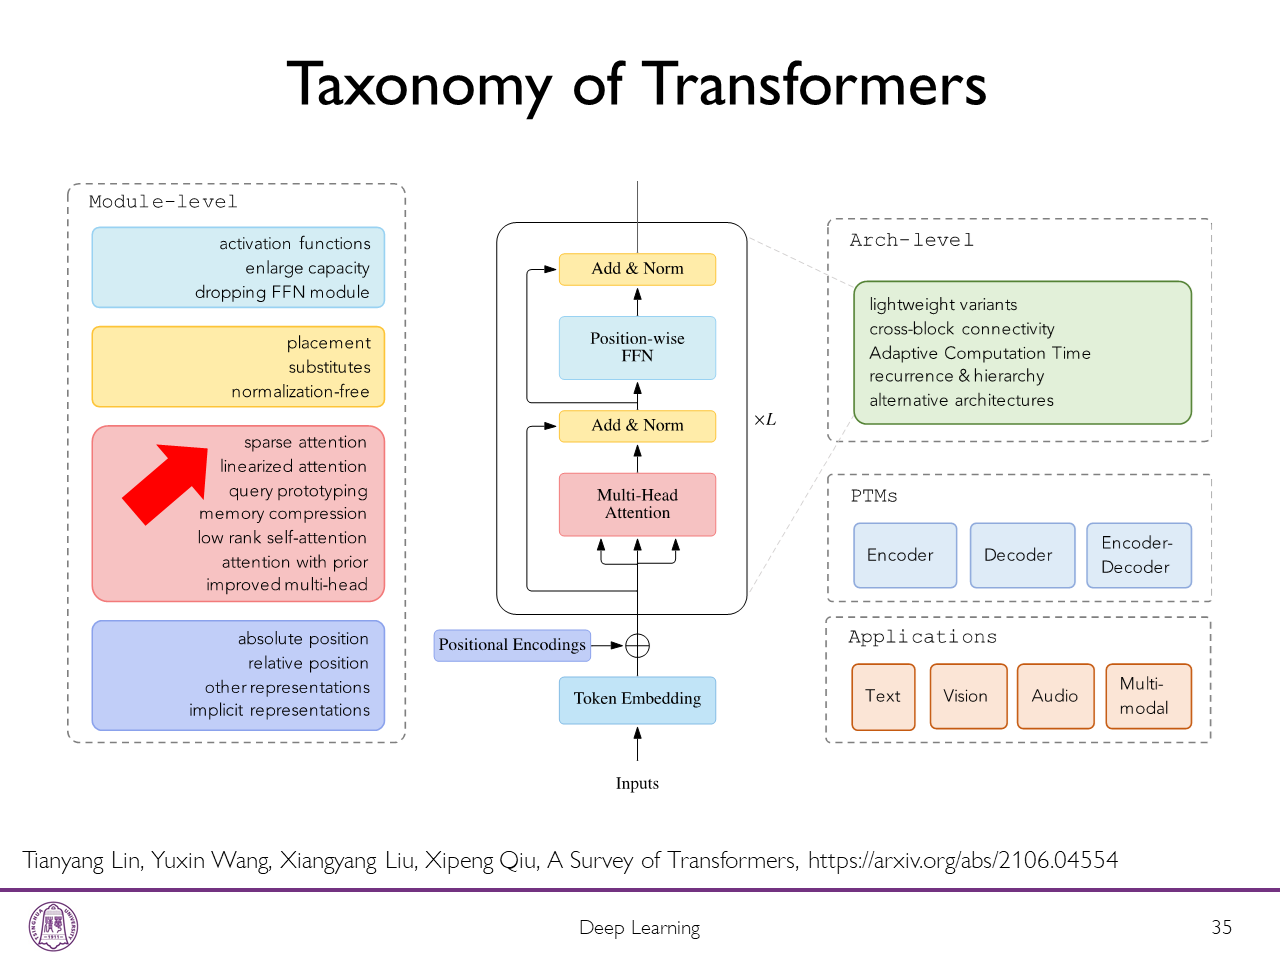 Taxonomy of Transformers
Module-level
activation functions
enlarge capacity
dropping FFN module
placement
substitutes
normalization-free
sparse attention
linearized attention
query prototyping
memory compression
low rank self-attention
attention with prior
improved multi-head
absolute position
relative position
other representations
implicit representations
Add & Norm
Position-wise
FFN
Add & Norm
×L
Multi-Head
Attention
Positional Encodings
Token Embedding
Inputs
Arch-level
lightweight variants
cross-block connectivity
Adaptive Computation Time
recurrence & hierarchy
alternative architectures
PTMs
Encoder
Decoder
Encoder-
Decoder
Applications
Text
Vision
Audio
Multi-
modal
Tianyang Lin, Yuxin Wang, Xiangyang Liu, Xipeng Qiu, A Survey of Transformers, https://arxiv.org/abs/2106.04554
TSINGHUA UNIVERSITY
1911
Deep Learning
35